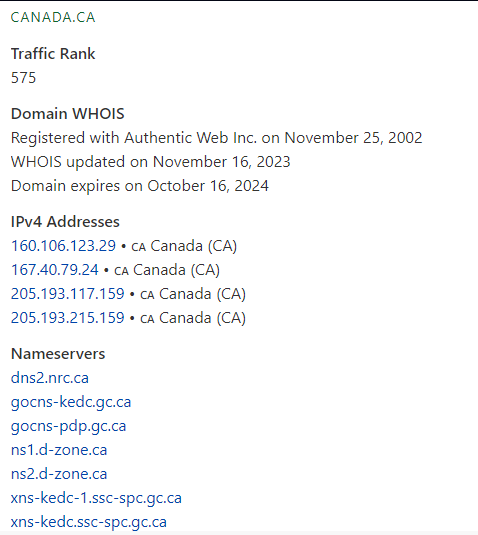 CANADA.CA
Traffic Rank
575
Domain WHOIS
Registered with Authentic Web Inc. on November 25, 2002
WHOIS updated on November 16, 2023
Domain expires on October 16, 2024
IPv4 Addresses
160.106.123.29 • CA Canada (CA)
167.40.79.24 • CA Canada (CA)
205.193.117.159 • CA Canada (CA)
205.193.215.159 • CA Canada (CA)
Nameservers
dns2.nrc.ca
gocns-kedc.gc.ca
gocns-pdp.gc.ca
ns1.d-zone.ca
ns2.d-zone.ca
xns-kedc-1.ssc-spc.gc.ca
xns-kedc.ssc-spc.gc.ca